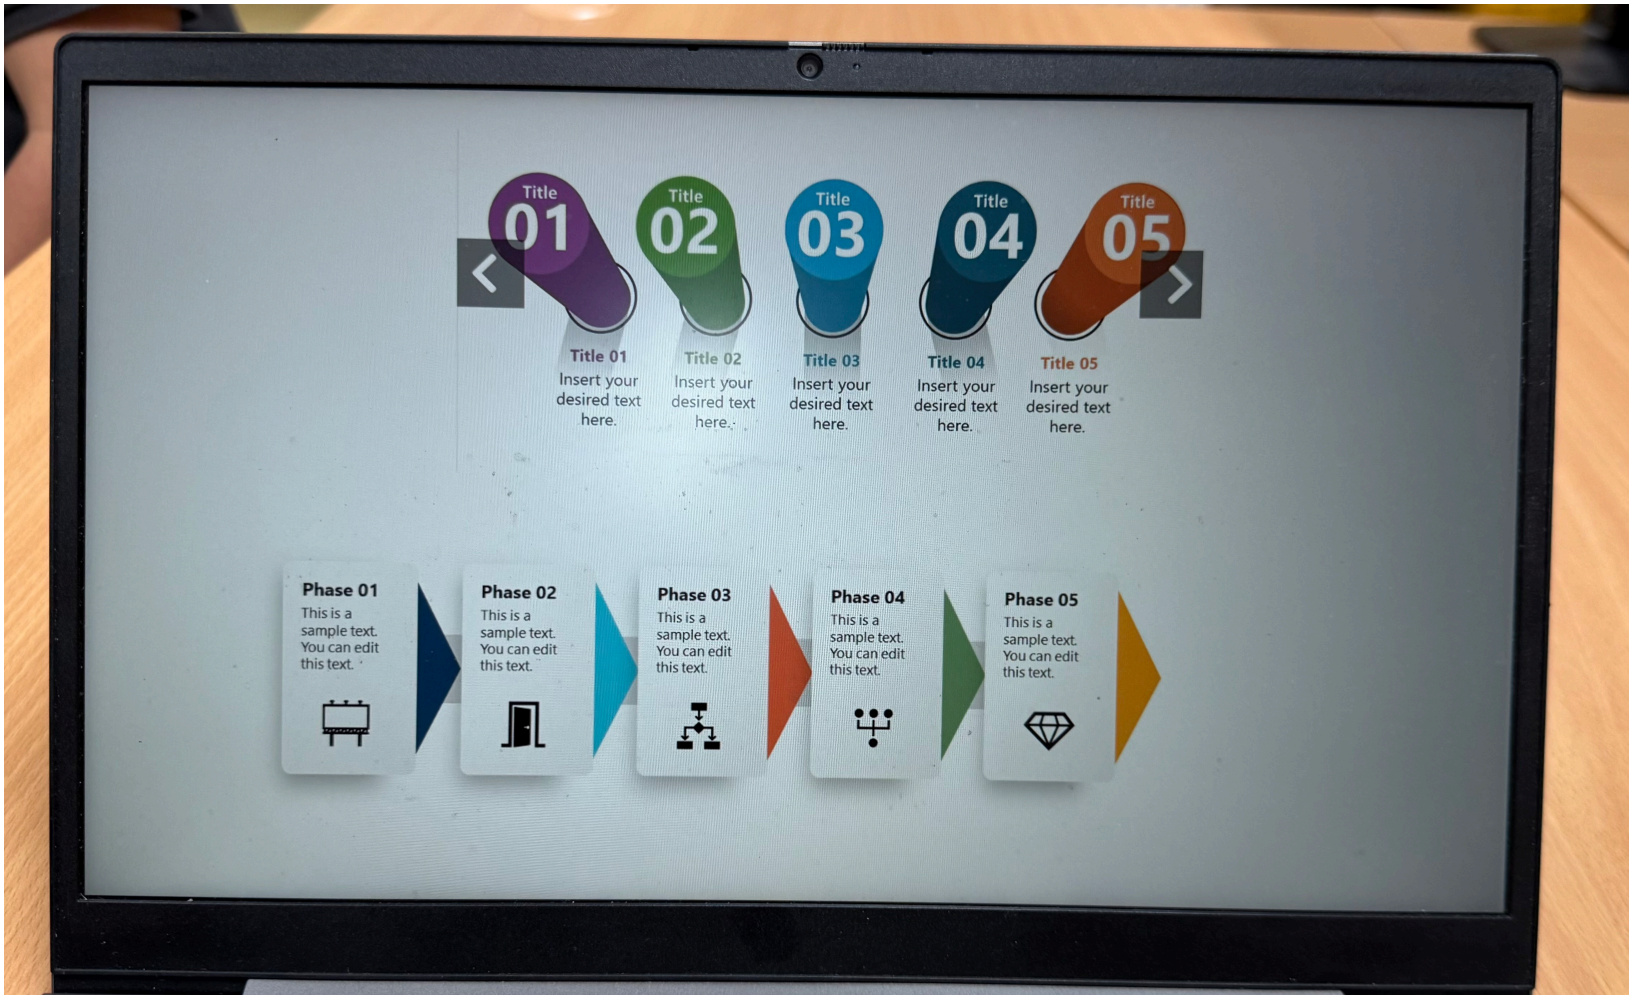 Title
01
Title
02
Title
03
Title
04
Title
05
Title 01
Insert your
desired text
here.
Title 02
Insert your
desired text
here.
Title 03
Insert your
desired text
here.
Title 04
Insert your
desired text
here.
Title 05
Insert your
desired text
here.
Phase 01
This is a
sample text.
You can edit
this text.
Phase 02
This is a
sample text.
You can edit
this text.
Phase 03
This is a
sample text.
You can edit
this text.
Phase 04
This is a
sample text.
You can edit
this text.
Phase 05
This is a
sample text.
You can edit
this text.